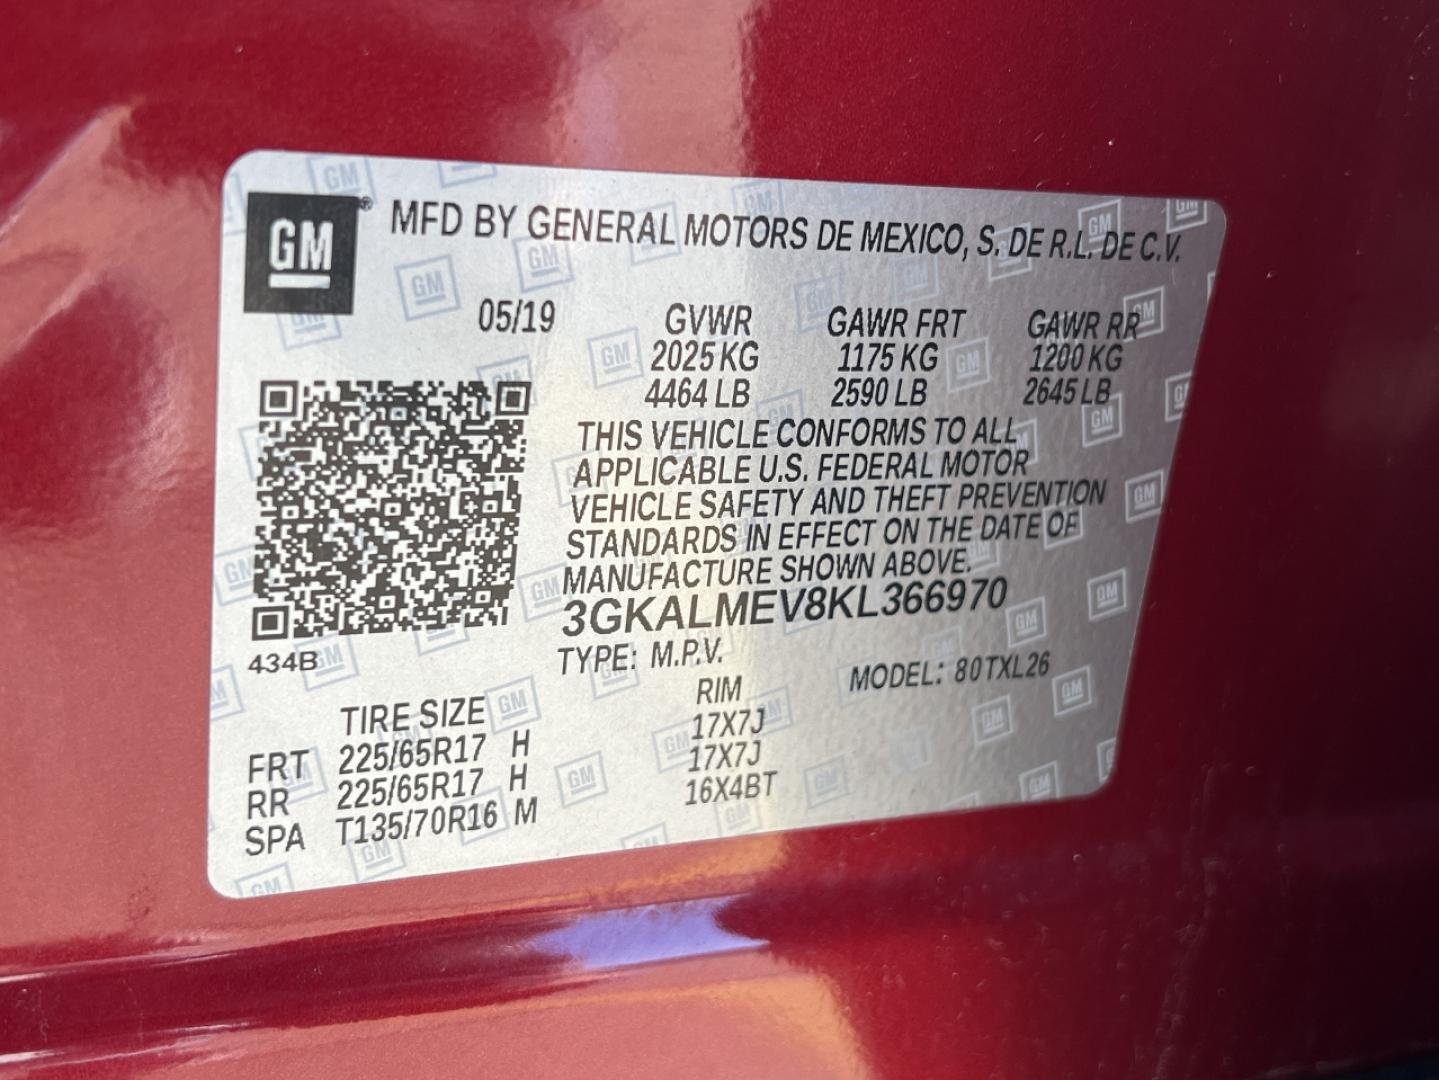 GM ® MFD BY GENERAL MOTORS DE MEXICO, S. DE R.L. DE C.V.
05/19 GVWR GAWR FRT GAWR RR
2025 KG 1175 KG 1200 KG
4464 LB 2590 LB 2645 LB
THIS VEHICLE CONFORMS TO ALL
APPLICABLE U.S. FEDERAL MOTOR
VEHICLE SAFETY AND THEFT PREVENTION
STANDARDS IN EFFECT ON THE DATE OF
MANUFACTURE SHOWN ABOVE.
3GKALMEV8KL366970
434B
TYPE: M.P.V. MODEL: 80TXL26
TIRE SIZE RIM
FRT 225/65R17 H 17X7J
RR 225/65R17 H 17X7J
SPA T135/70R16 M 16X4BT